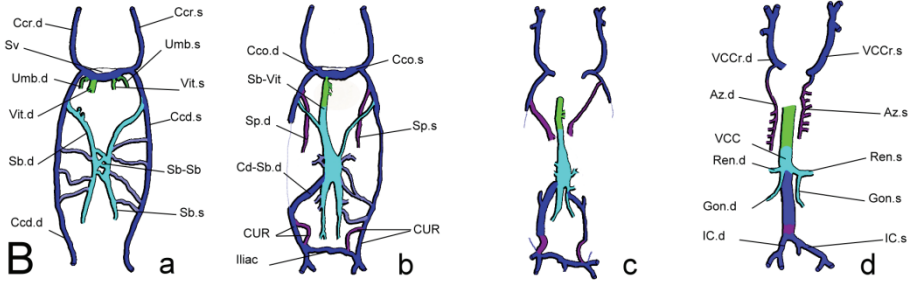 Ccr.d
Ccr.s
Sv
Umb.s
Umb.d
Vit.s
Vit.d
Ccd.s
Sb.d
Sb-Sb
Ccd.d
Sb.s
B
a
Cco.d
Cco.s
Sb-Vit
Sp.d
Sp.s
Cd-Sb.d
CUR
CUR
Iliac
b
c
VCCr.d
VCCr.s
Az.d
Az.s
VCC
Ren.d
Ren.s
Gon.d
Gon.s
IC.d
IC.s
d